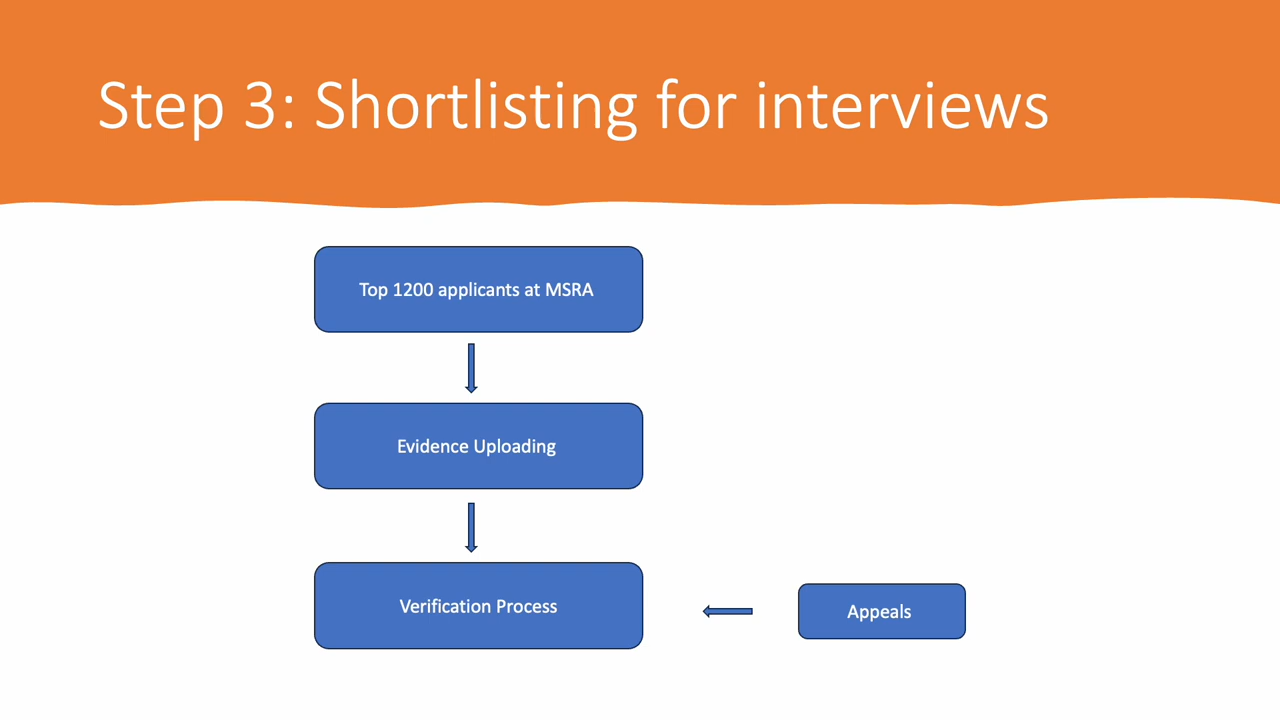 Step 3: Shortlisting for interviews
Top 1200 applicants at MSRA
Evidence Uploading
Verification Process
Appeals